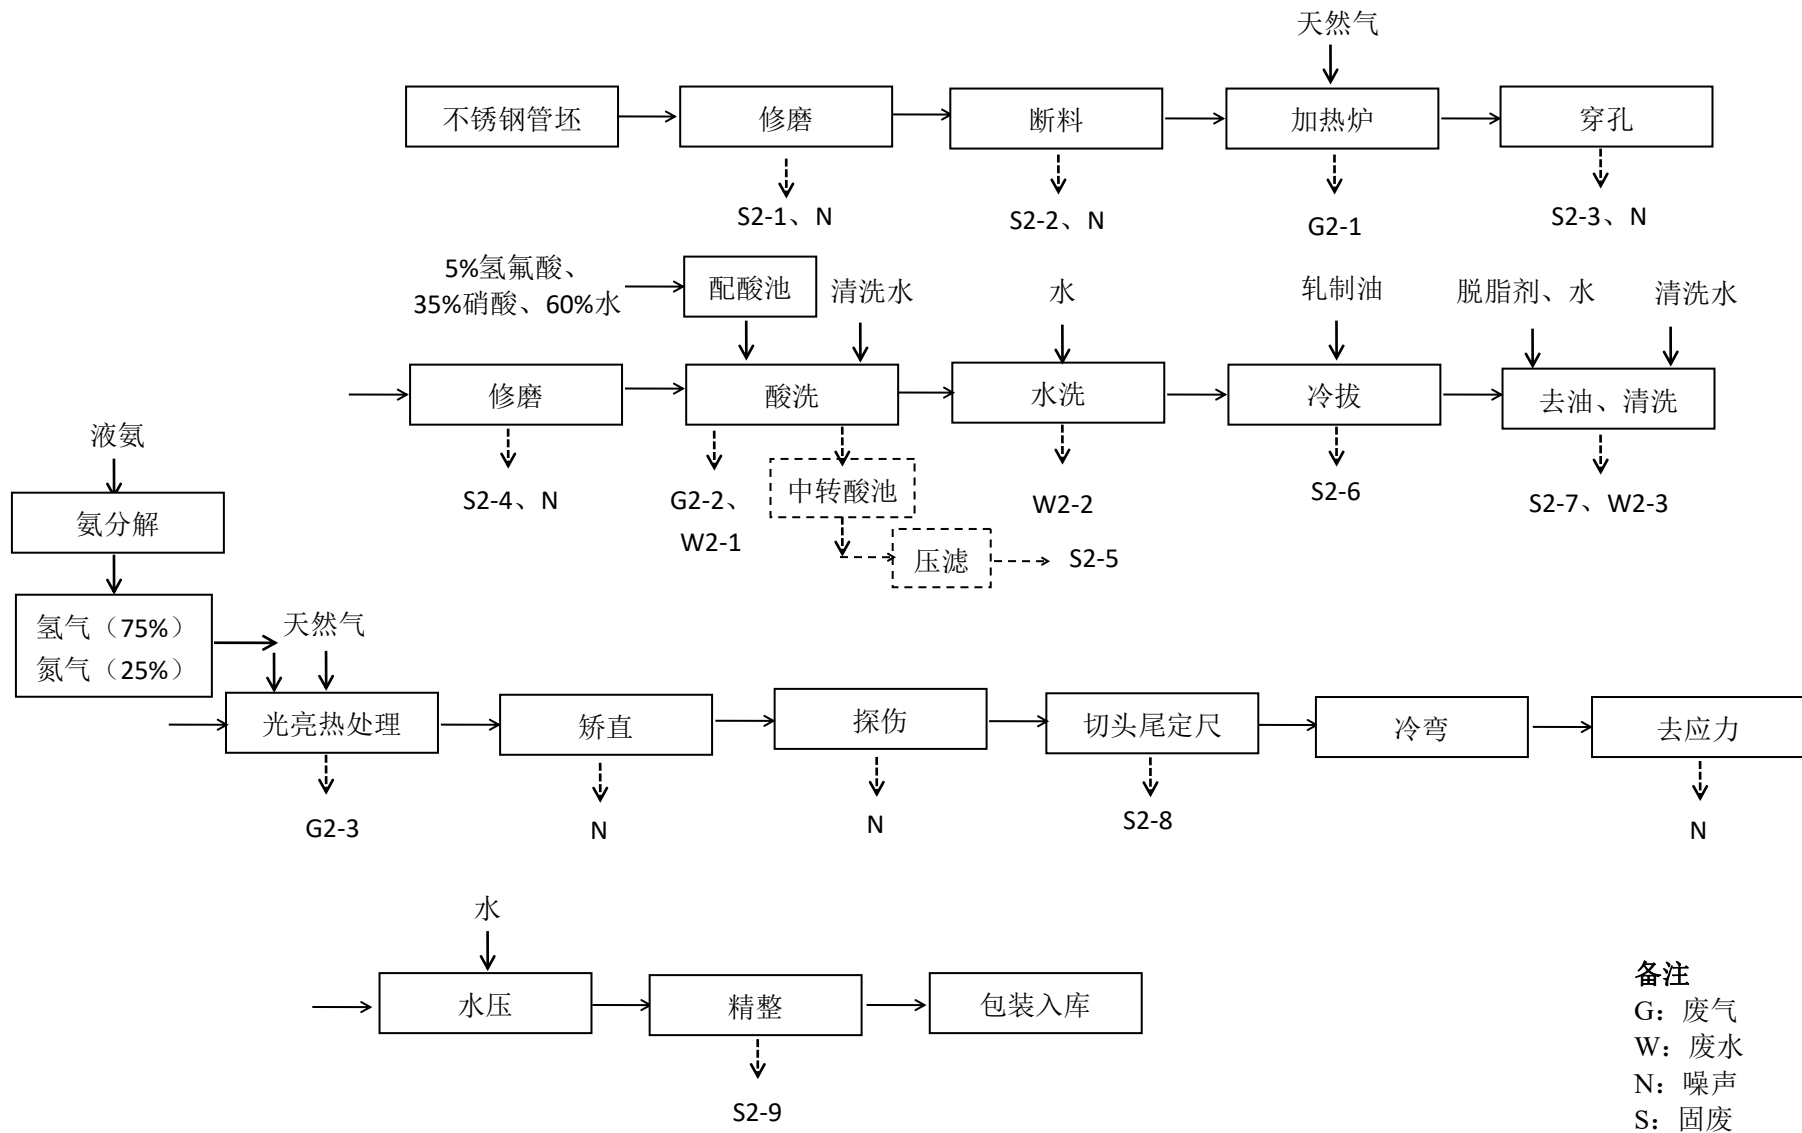 天然气
不锈钢管坯
修磨
断料
加热炉
穿孔
S2-1、N
S2-2、N
G2-1
S2-3、N
5%氢氟酸、
35%硝酸、60%水
配酸池
清洗水
水
轧制油
脱脂剂、水
清洗水
修磨
酸洗
水洗
冷拔
去油、清洗
液氨
S2-4、N
G2-2、
W2-1
中转酸池
W2-2
S2-6
S2-7、W2-3
氨分解
压滤
S2-5
氢气（75%）
氮气（25%）
天然气
光亮热处理
矫直
探伤
切头尾定尺
冷弯
去应力
G2-3
N
N
S2-8
N
水
水压
精整
包装入库
S2-9
备注
G：废气
W：废水
N：噪声
S：固废